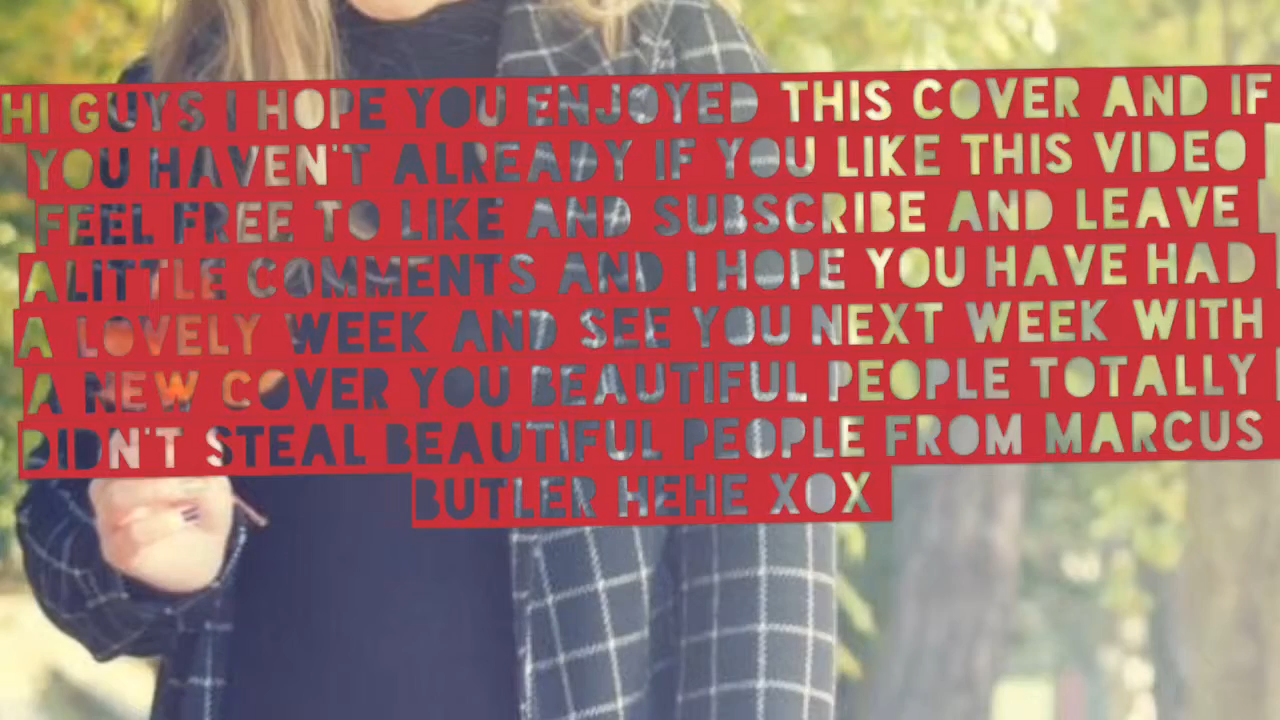 HI GUYS I HOPE YOU ENJOYED THIS COVER AND IF
YOU HAVEN'T ALREADY IF YOU LIKE THIS VIDEO
FEEL FREE TO LIKE AND SUBSCRIBE AND LEAVE
A LITTLE COMMENTS AND I HOPE YOU HAVE HAD
A LOVELY WEEK AND SEE YOU NEXT WEEK WITH
A NEW COVER YOU BEAUTIFUL PEOPLE TOTALLY
DIDN'T STEAL BEAUTIFUL PEOPLE FROM MARCUS
BUTLER HEHE XOX